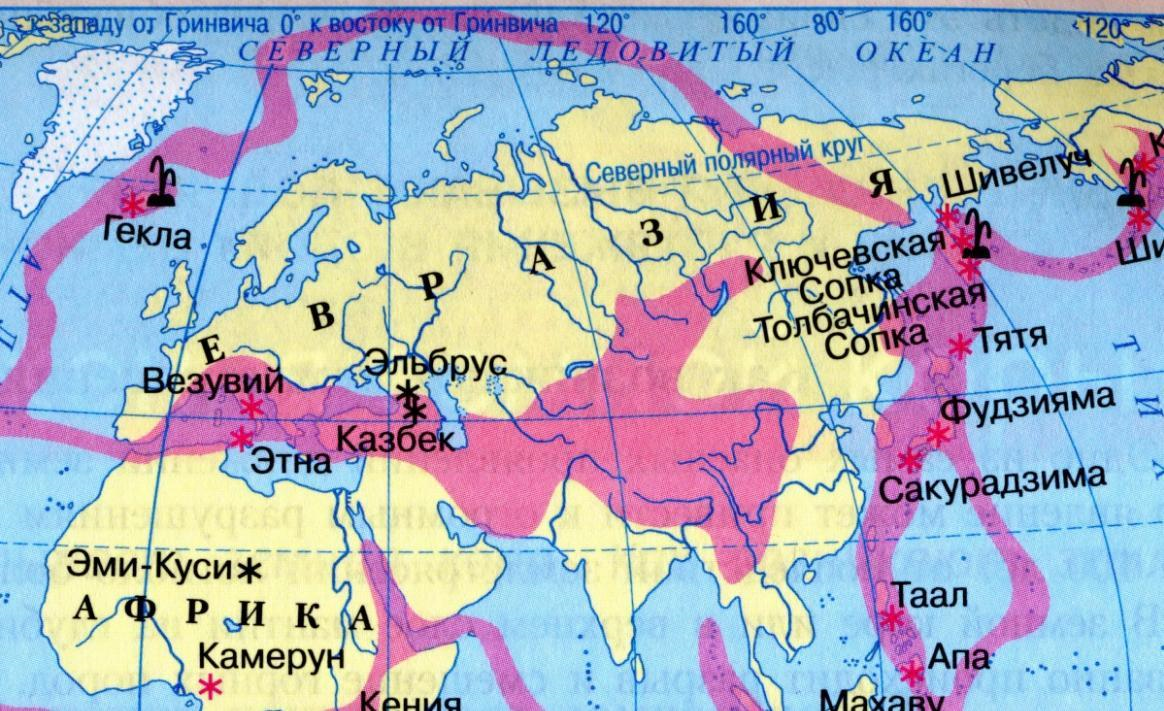 к западу от Гринвича 0° к востоку от Гринвича 120° 160° 80° 160° 120°
СЕВЕРНЫЙ ЛЕДОВИТЫЙ ОКЕАН
Северный полярный круг
Шивелуч
Гекла
ЕВРАЗИЯ
Ключевская
Сопка
Толбачинская
Сопка
Тятя
Эльбрус
Везувий
Казбек
Этна
Фудзияма
Сакурадзима
Эми-Куси
АФРИКА
Камерун
Кения
Таал
Апа
Махаву